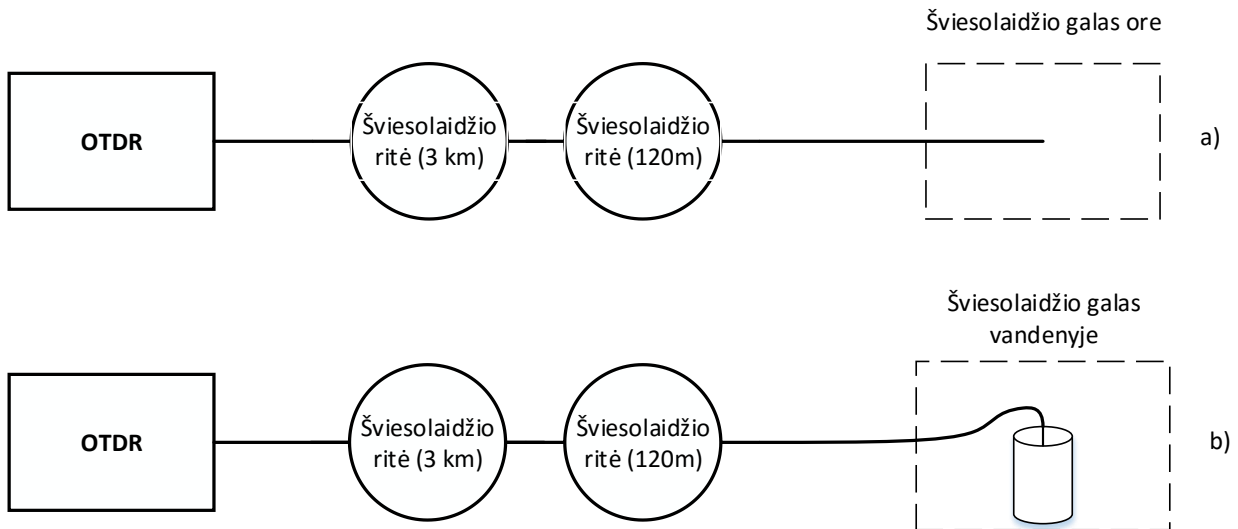 Šviesolaidžio galas ore
OTDR
Šviesolaidžio
ritė (3 km)
Šviesolaidžio
ritė (120m)
a)
Šviesolaidžio galas
vandenyje
OTDR
Šviesolaidžio
ritė (3 km)
Šviesolaidžio
ritė (120m)
b)